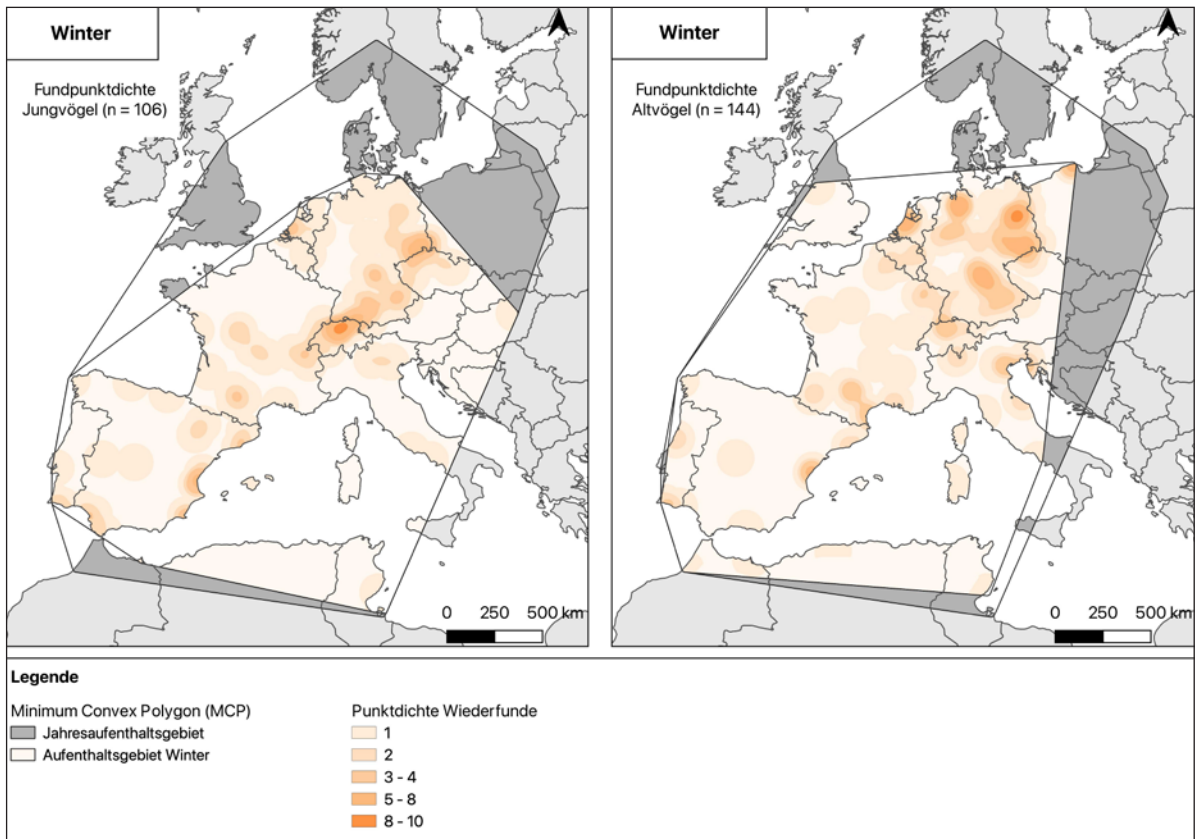 Winter
Fundpunktdichte
Jungvögel (n = 106)
0 250 500 km
Winter
Fundpunktdichte
Altvögel (n = 144)
0 250 500 km
Legende
Minimum Convex Polygon (MCP)
Jahresaufenthaltsgebiet
Aufenthaltsgebiet Winter
Punktdichte Wiederfunde
1
2
3 - 4
5 - 8
8 - 10